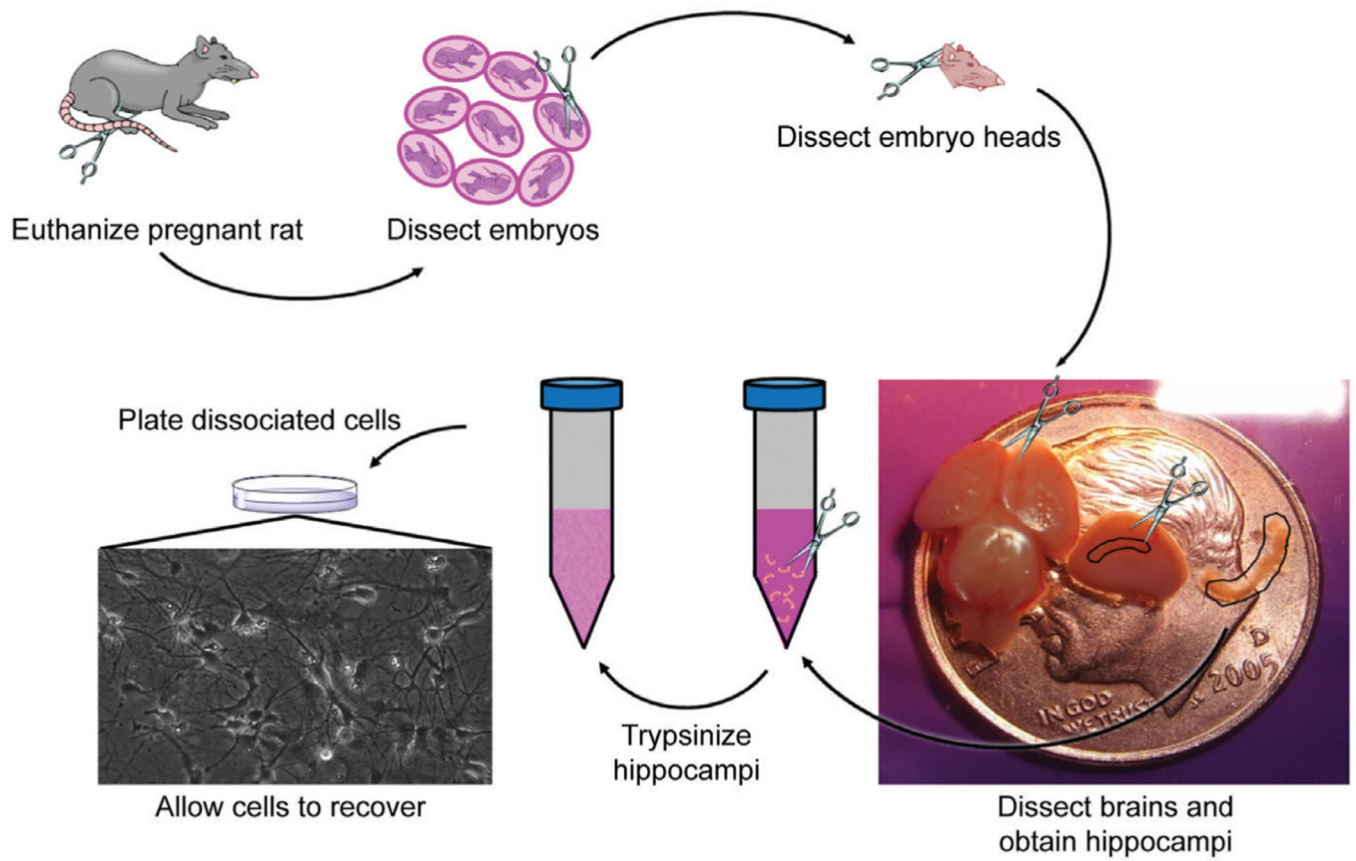 Euthanize pregnant rat
Dissect embryos
Dissect embryo heads
Dissect brains and
obtain hippocampi
IN GOD
WE TRUST
2005
D
Trypsinize
hippocampi
Plate dissociated cells
Allow cells to recover